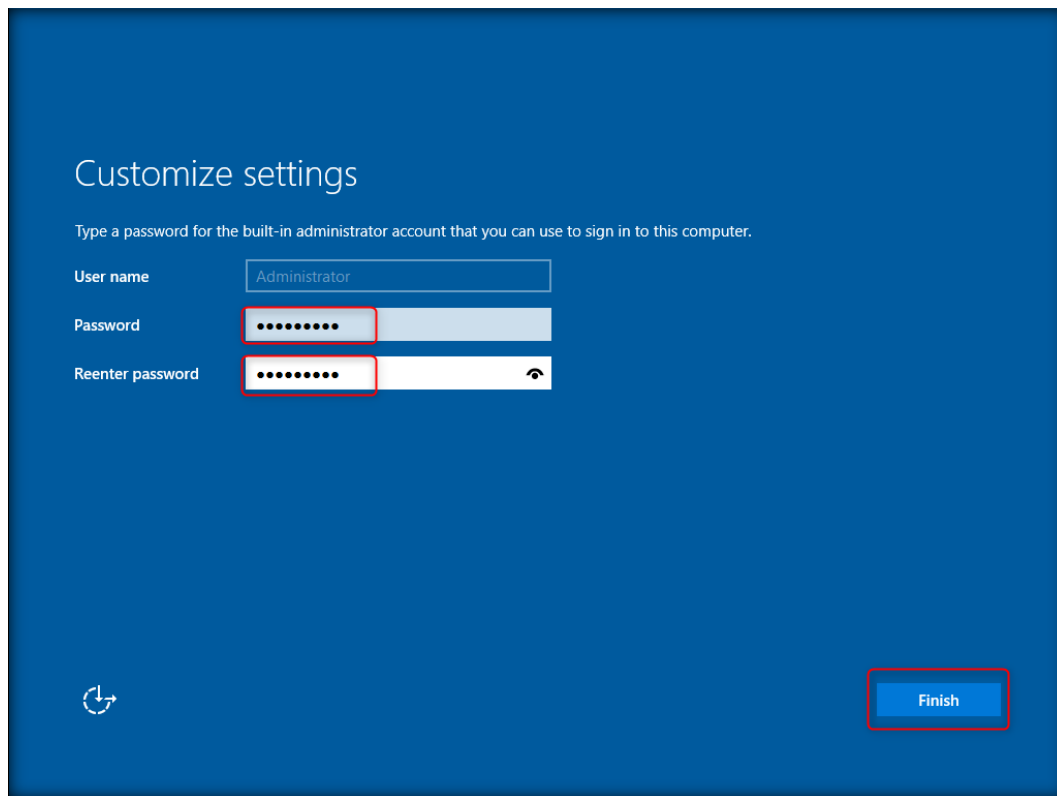 Customize settings
Type a password for the built-in administrator account that you can use to sign in to this computer.
User name Administrator
Password •••••••••
Reenter password •••••••••
Finish